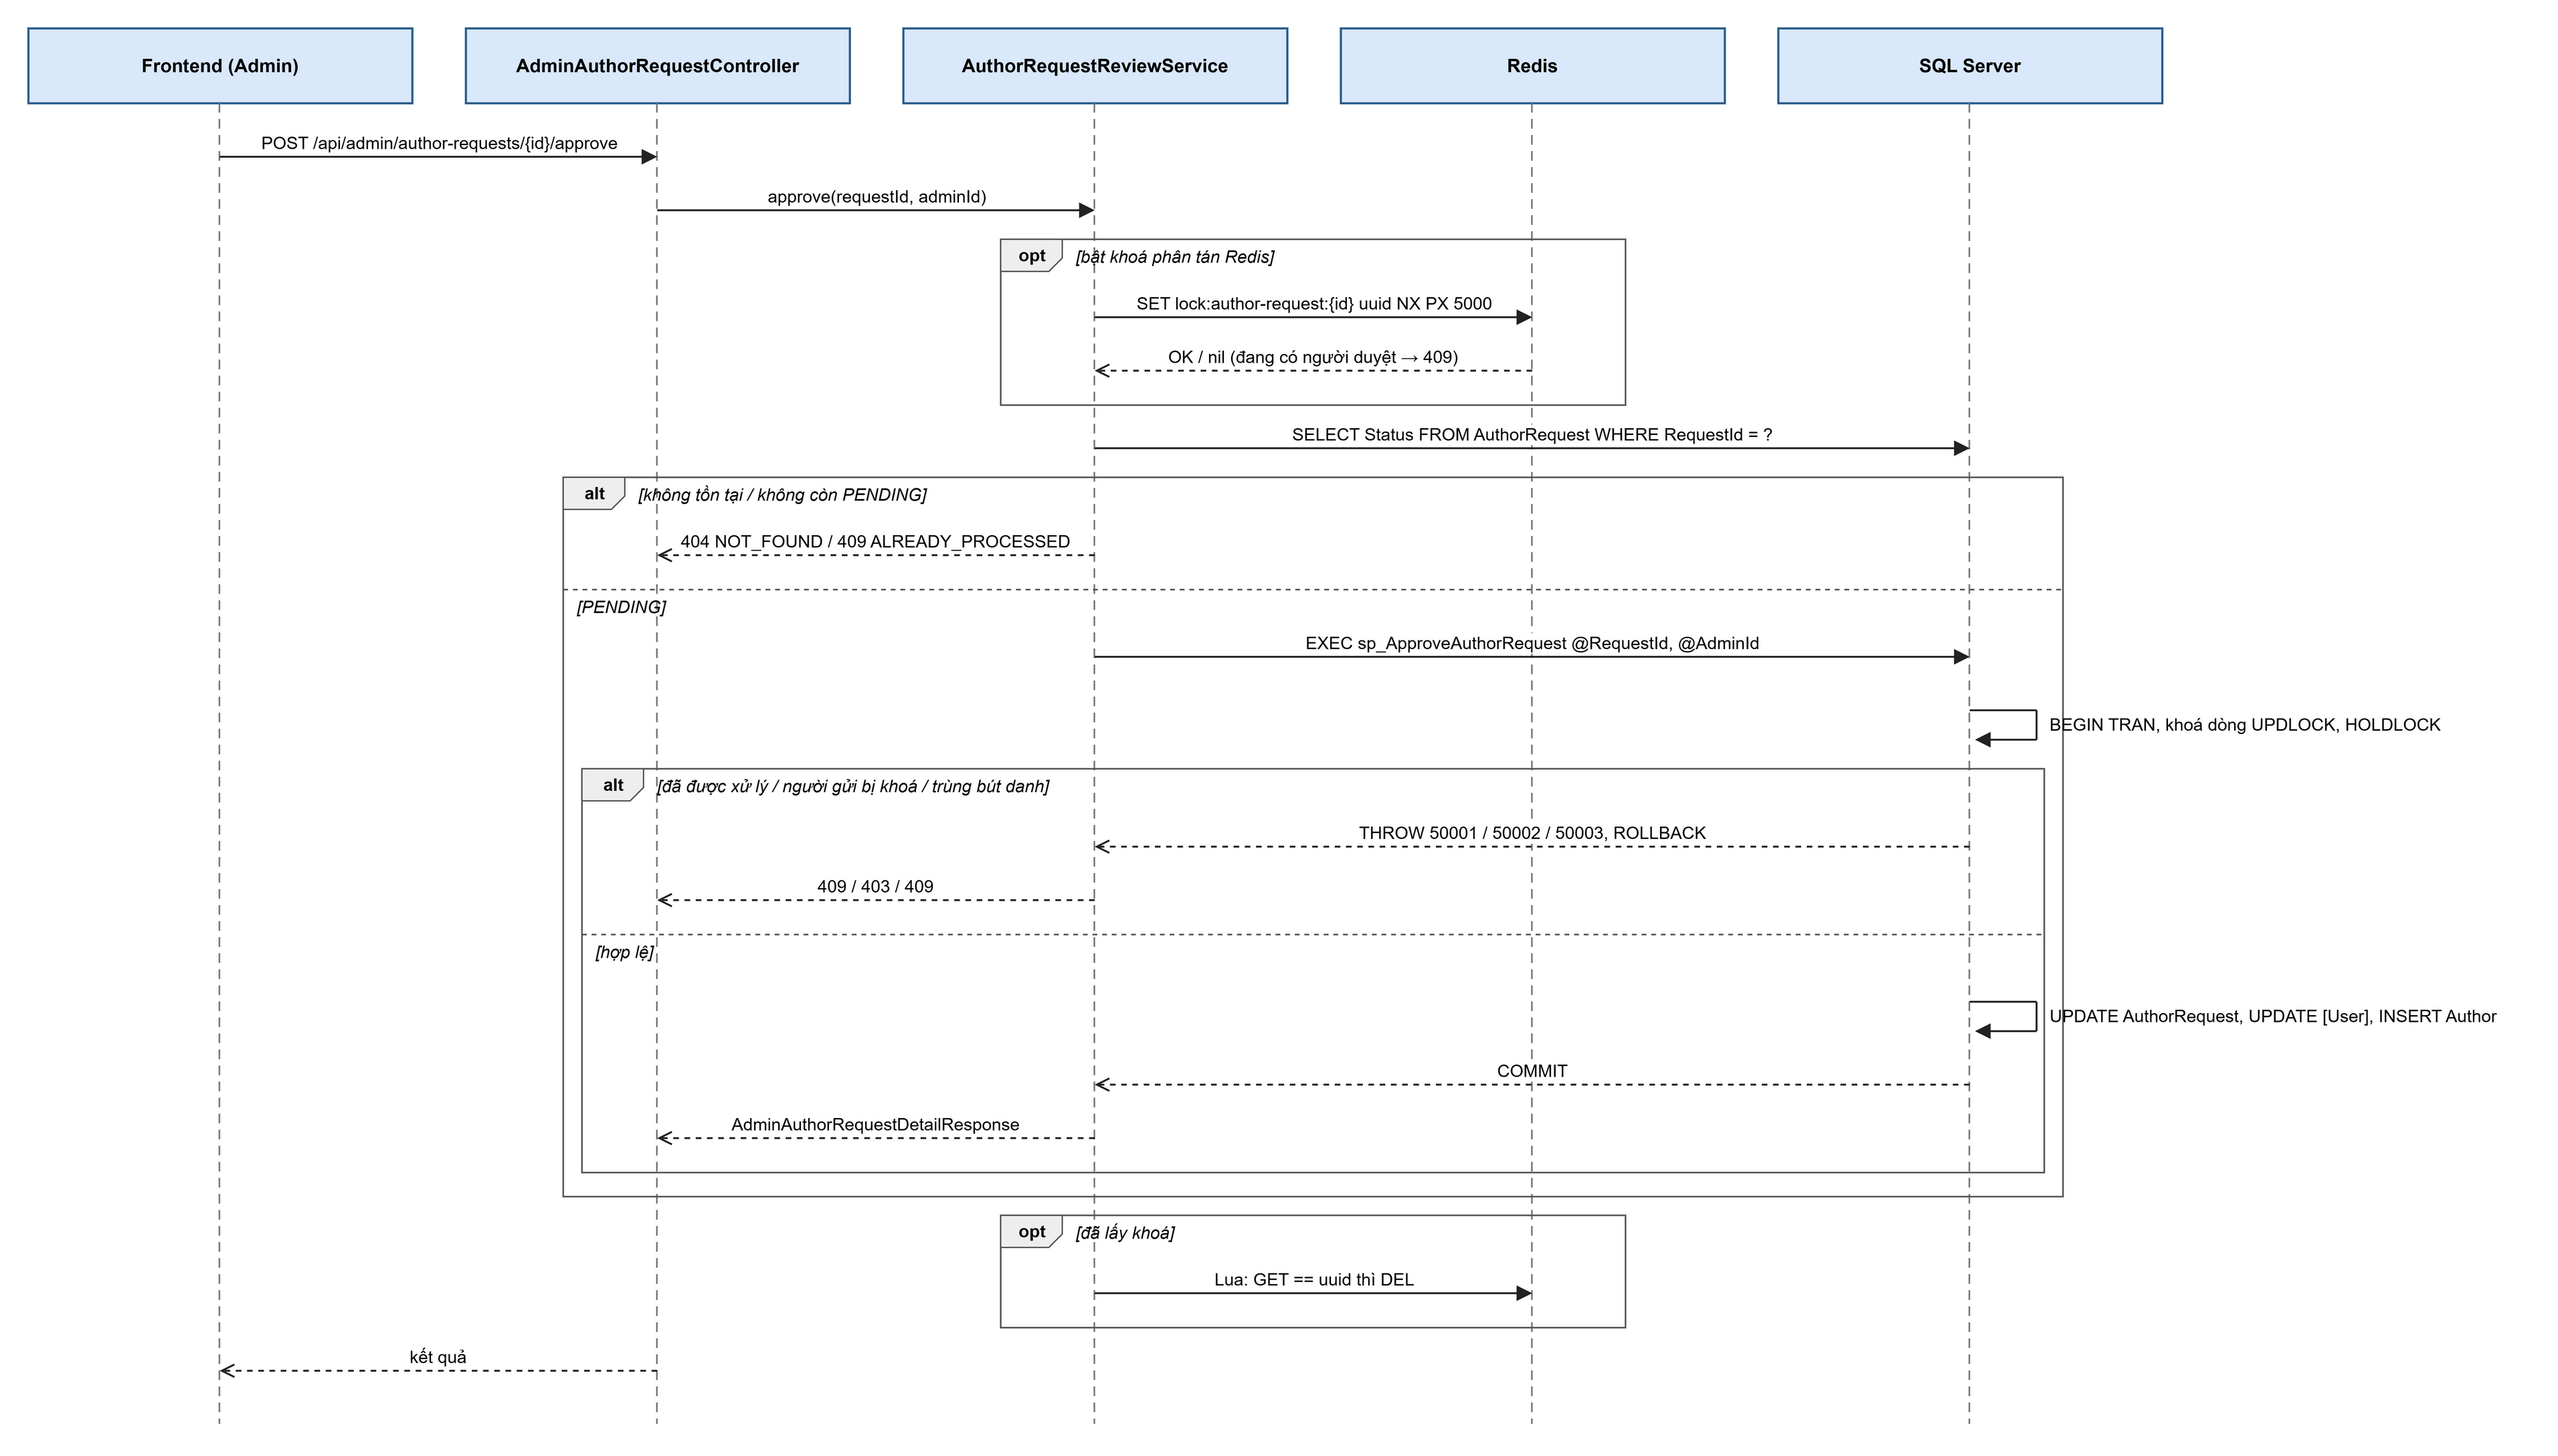 Frontend (Admin)
AdminAuthorRequestController
AuthorRequestReviewService
Redis
SQL Server
POST /api/admin/author-requests/{id}/approve
approve(requestId, adminId)
opt
[bật khoá phân tán Redis]
SET lock:author-request:{id} uuid NX PX 5000
OK / nil (đang có người duyệt → 409)
SELECT Status FROM AuthorRequest WHERE RequestId = ?
alt
[không tồn tại / không còn PENDING]
404 NOT_FOUND / 409 ALREADY_PROCESSED
[PENDING]
EXEC sp_ApproveAuthorRequest @RequestId, @AdminId
BEGIN TRAN, khoá dòng UPDLOCK, HOLDLOCK
alt
[đã được xử lý / người gửi bị khoá / trùng bút danh]
THROW 50001 / 50002 / 50003, ROLLBACK
409 / 403 / 409
[hợp lệ]
UPDATE AuthorRequest, UPDATE [User], INSERT Author
COMMIT
AdminAuthorRequestDetailResponse
opt
[đã lấy khoá]
Lua: GET == uuid thì DEL
kết quả